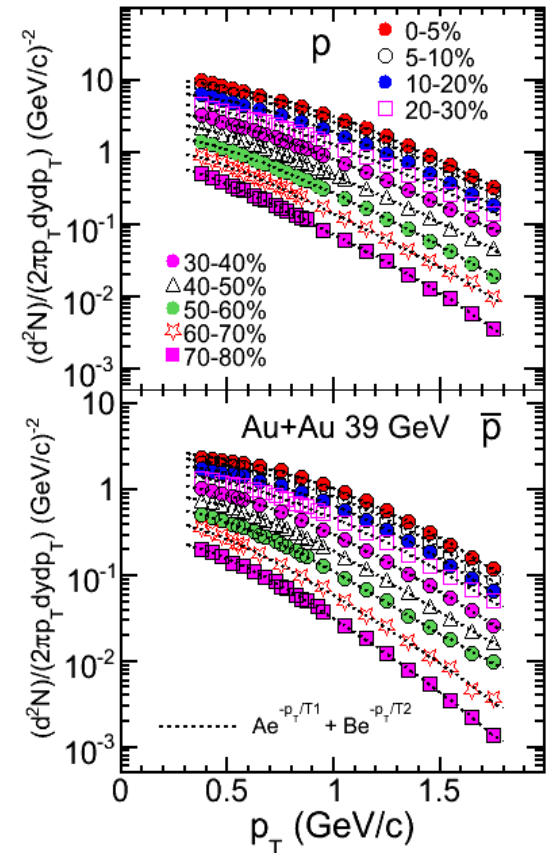 p
0-5%
5-10%
10-20%
20-30%
10
1
10⁻¹
10⁻²
10⁻³
(d²N)/(2πp_T dydp_T) (GeV/c)⁻²
30-40%
40-50%
50-60%
60-70%
70-80%
Au+Au 39 GeV p̅
10
1
10⁻¹
10⁻²
10⁻³
(d²N)/(2πp_T dydp_T) (GeV/c)⁻²
Ae^{-p_T/T1} + Be^{-p_T/T2}
0 0.5 1 1.5
p_T (GeV/c)